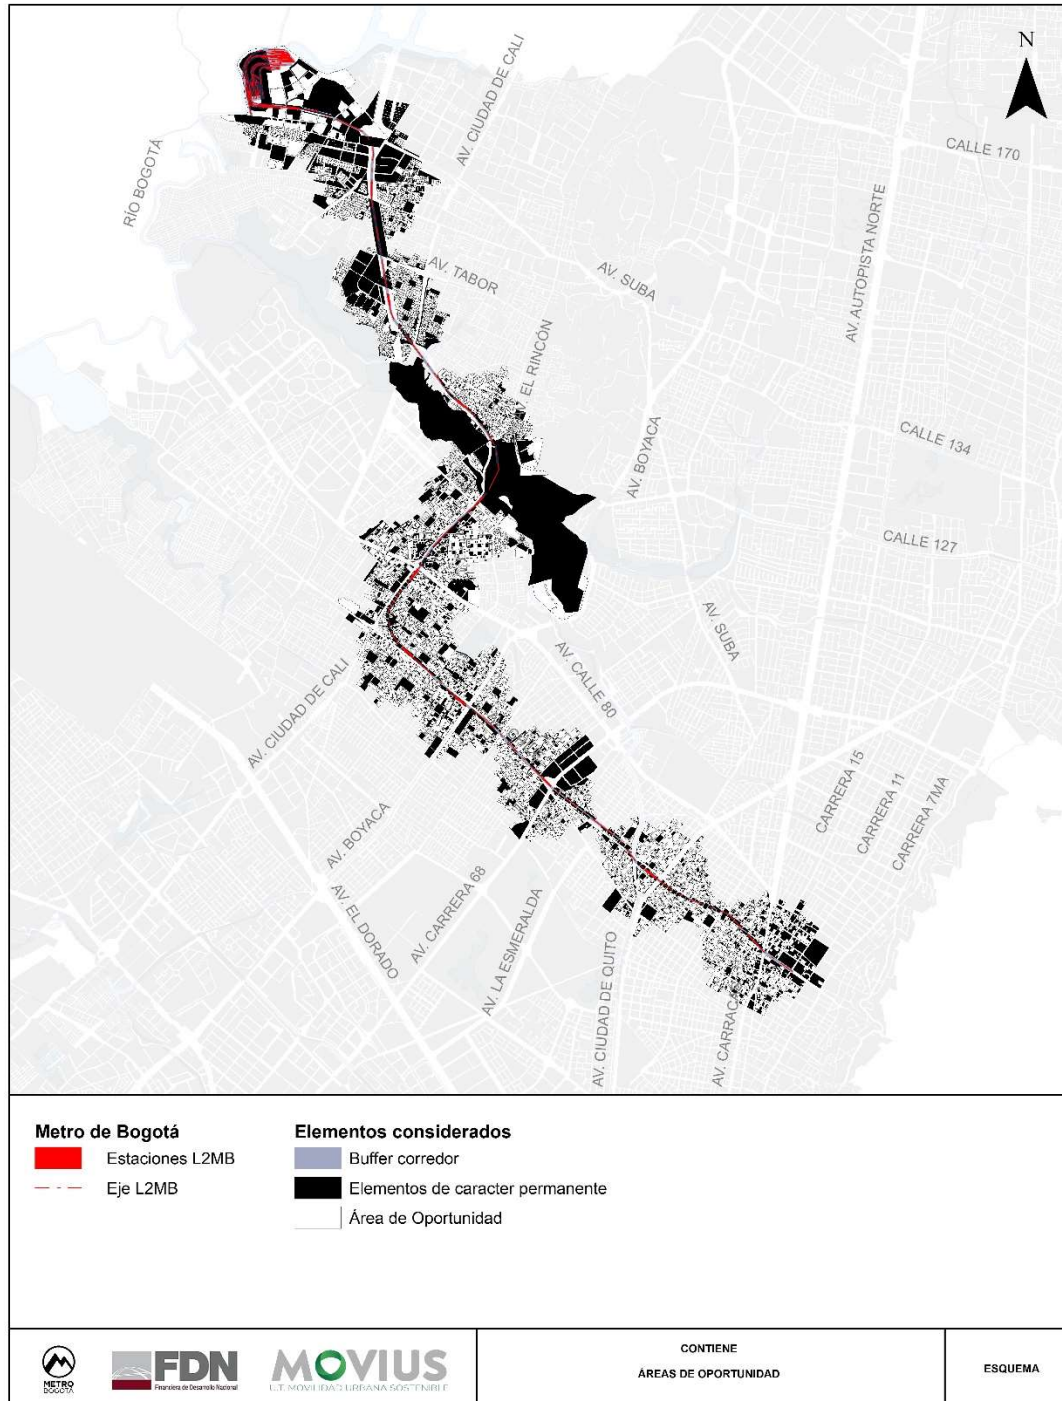 N
AV. CIUDAD DE CALI
CALLE 170
RÍO BOGOTÁ
AV. AUTOPISTA NORTE
AV. TABOR
AV. SUBA
EL RINCÓN
AV. BOYACA
CALLE 134
CALLE 127
AV. SUBA
AV. CALLE 80
AV. CIUDAD DE CALI
CARRERA 15
CARRERA 11
CARRERA 7MA
AV. BOYACA
AV. CARRERA 68
AV. EL DORADO
AV. LA ESMERALDA
AV. CIUDAD DE QUITO
AV. CARRAC
Metro de Bogotá
Estaciones L2MB
Eje L2MB
Elementos considerados
Buffer corredor
Elementos de caracter permanente
Área de Oportunidad
METRO
BOGOTÁ
FDN
Financiera de Desarrollo Nacional
MOVIUS
U.T. MOVILIDAD URBANA SOSTENIBLE
CONTIENE
ÁREAS DE OPORTUNIDAD
ESQUEMA